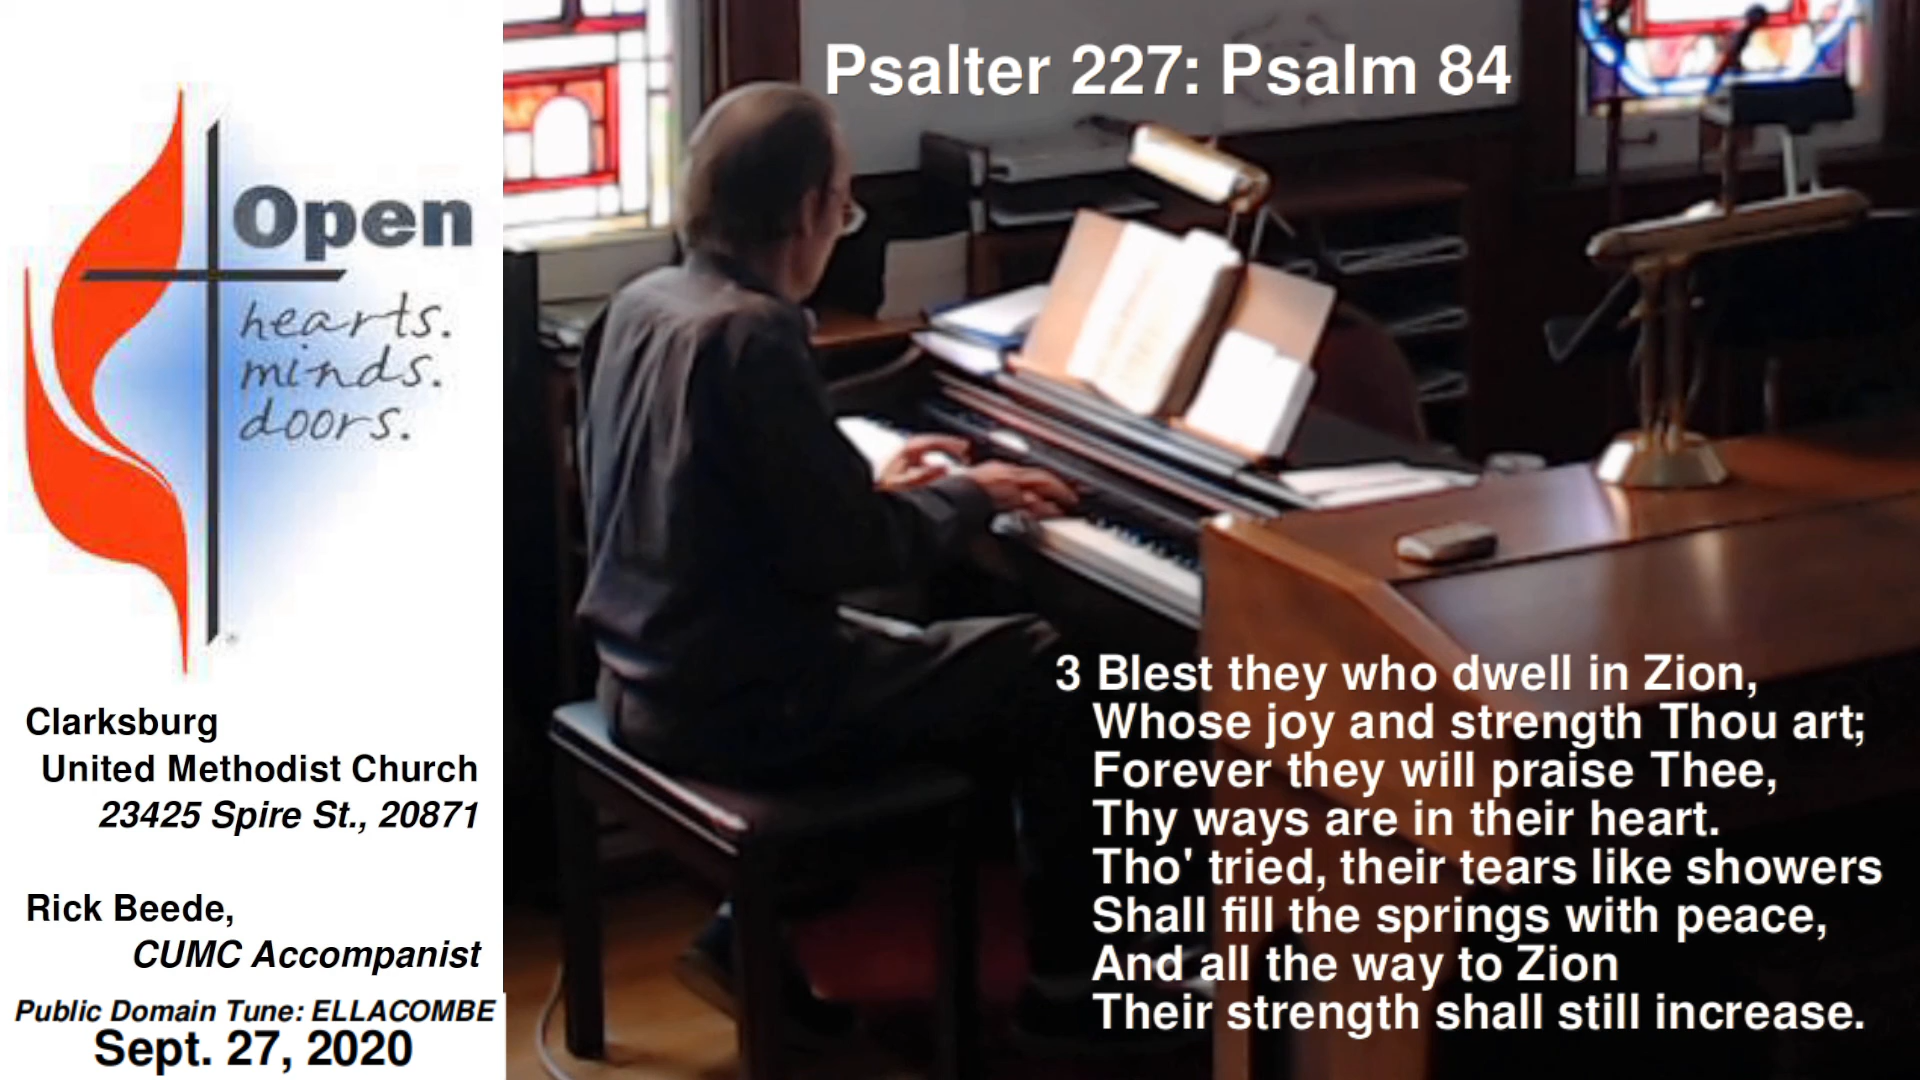 Open
hearts.
minds.
doors.
Clarksburg
United Methodist Church
23425 Spire St., 20871
Rick Beede,
CUMC Accompanist
Public Domain Tune: ELLACOMBE
Sept. 27, 2020
Psalter 227: Psalm 84
3 Blest they who dwell in Zion,
Whose joy and strength Thou art;
Forever they will praise Thee,
Thy ways are in their heart.
Tho' tried, their tears like showers
Shall fill the springs with peace,
And all the way to Zion
Their strength shall still increase.